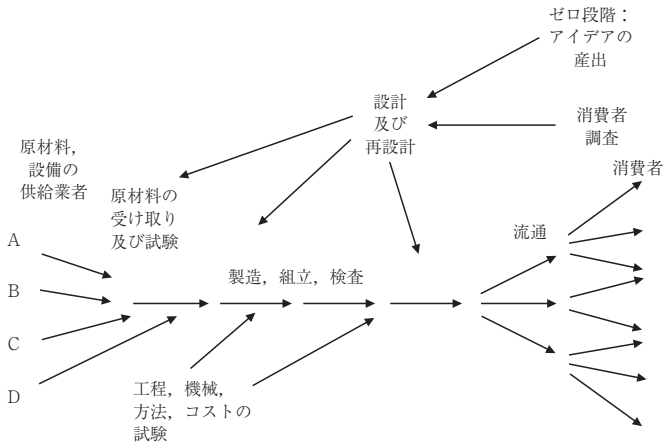 ゼロ段階：
アイデアの
産出
設計
及び
再設計
消費者
調査
消費者
原材料，
設備の
供給業者
原材料の
受け取り
及び試験
A
B
C
D
製造，組立，検査
流通
工程，機械，
方法，コストの
試験